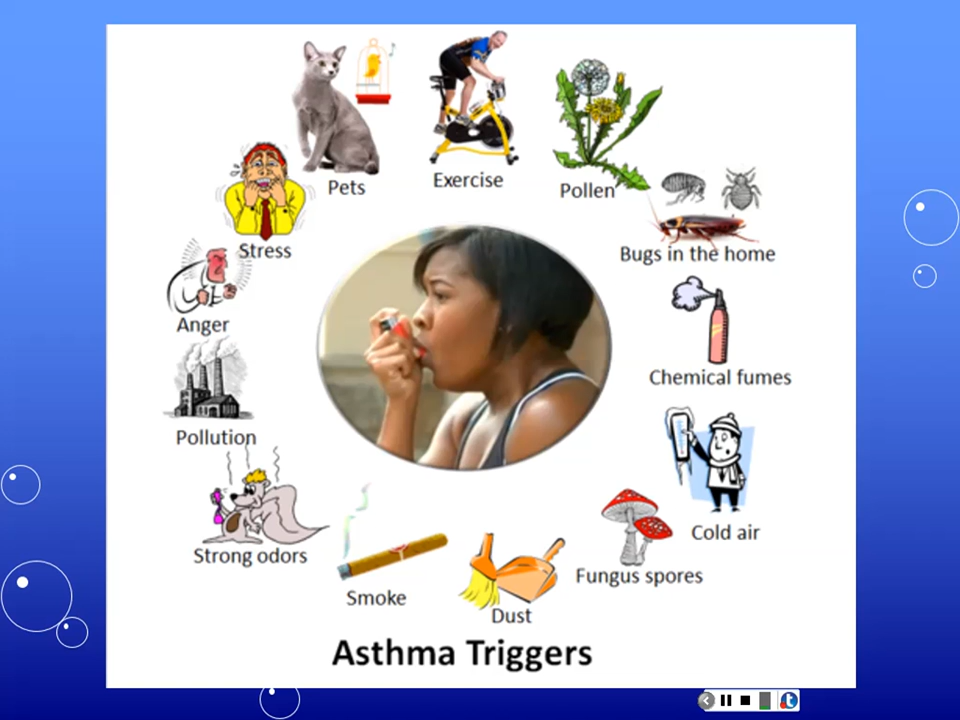 Pets
Exercise
Pollen
Stress
Bugs in the home
Anger
Chemical fumes
Pollution
Cold air
Strong odors
Fungus spores
Smoke
Dust
Asthma Triggers